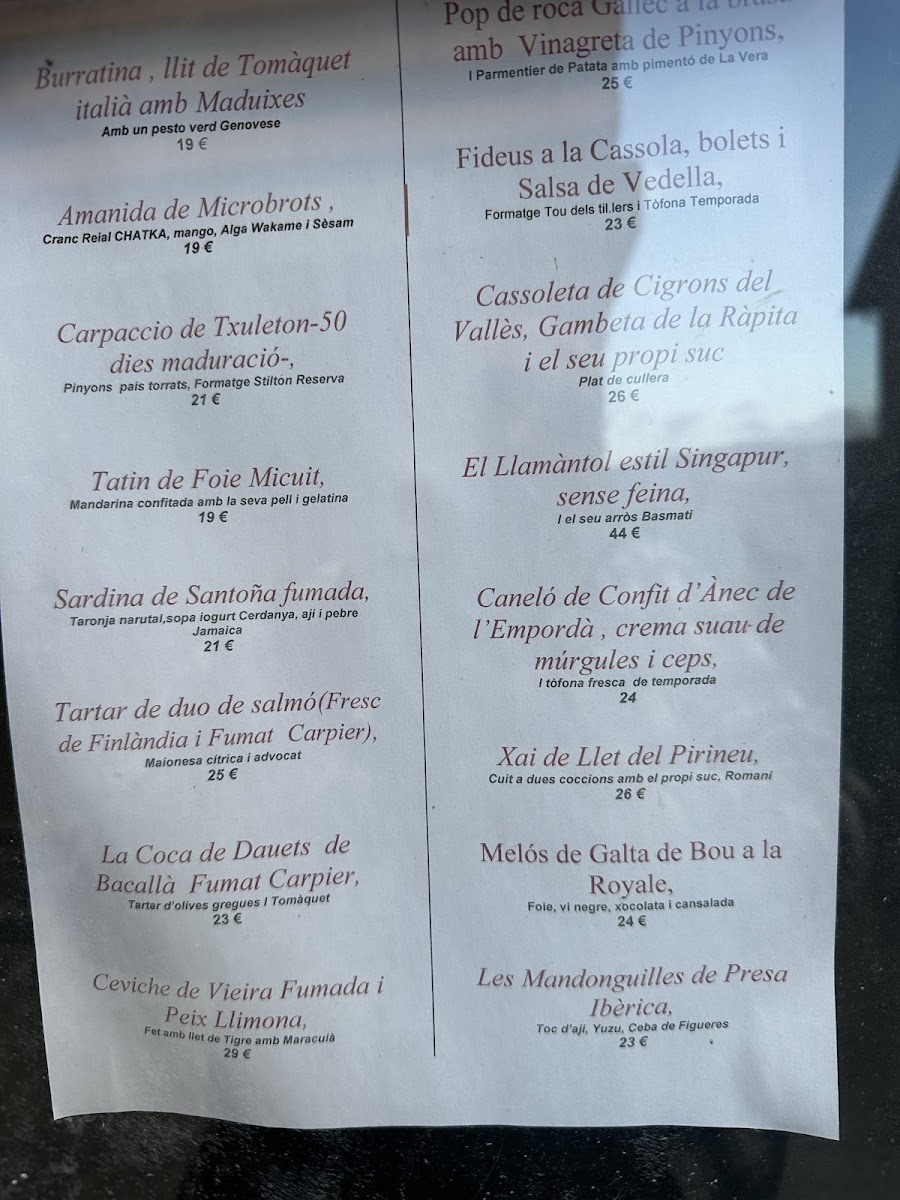 Burratina , llit de Tomàquet
italià amb Maduixes
Amb un pesto verd Genovese
19 €
Amanida de Microbrots ,
Cranc Reial CHATKA, mango, Alga Wakame i Sèsam
19 €
Carpaccio de Txuleton-50
dies maduració-,
Pinyons país torrats, Formatge Stilton Reserva
21 €
Tatin de Foie Micuit,
Mandarina confitada amb la seva pell i gelatina
19 €
Sardina de Santoña fumada,
Taronja narutal,sopa iogurt Cerdanya, ají i pebre
Jamaica
21 €
Tartar de duo de salmó(Fresc
de Finlàndia i Fumat Carpier),
Maionesa cítrica i advocat
25 €
La Coca de Dauets de
Bacallà Fumat Carpier,
Tartar d'olives gregues I Tomàquet
23 €
Ceviche de Vieira Fumada i
Peix Llimona,
Fet amb llet de Tigre amb Maracuià
29 €
Pop de roca Gallec a la brasa
amb Vinagreta de Pinyons,
I Parmentier de Patata amb pimentó de La Vera
25 €
Fideus a la Cassola, bolets i
Salsa de Vedella,
Formatge Tou dels til.lers i Tòfona Temporada
23 €
Cassoleta de Cigrons del
Vallès, Gambeta de la Ràpita
i el seu propi suc
Plat de cullera
26 €
El Llamàntol estil Singapur,
sense feina,
I el seu arròs Basmati
44 €
Caneló de Confit d'Ànec de
l'Empordà , crema suau de
múrgules i ceps,
I tòfona fresca de temporada
24
Xai de Llet del Pirineu,
Cuit a dues coccions amb el propi suc, Romaní
26 €
Melós de Galta de Bou a la
Royale,
Foie, vi negre, xocolata i cansalada
24 €
Les Mandonguilles de Presa
Ibèrica,
Toc d'ají, Yuzu, Ceba de Figueres
23 €